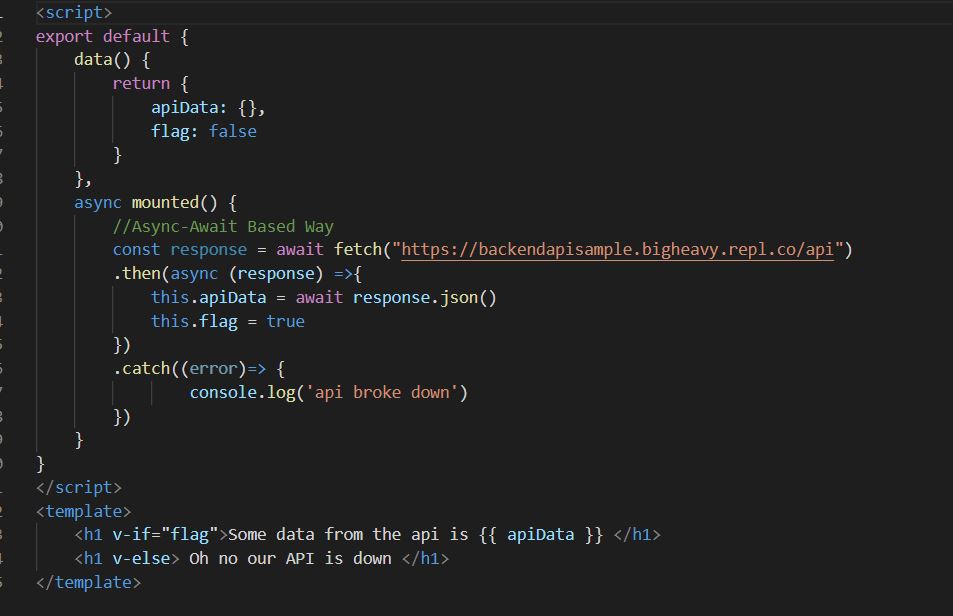 <script>
export default {
    data() {
        return {
            apiData: {},
            flag: false
        }
    },
    async mounted() {
        //Async-Await Based Way
        const response = await fetch("https://backendapisample.bigheavy.repl.co/api")
        .then(async (response) =>{
            this.apiData = await response.json()
            this.flag = true
        })
        .catch((error)=> {
                console.log('api broke down')
        })
    }
}
</script>
<template>
    <h1 v-if="flag">Some data from the api is {{ apiData }} </h1>
    <h1 v-else> Oh no our API is down </h1>
</template>